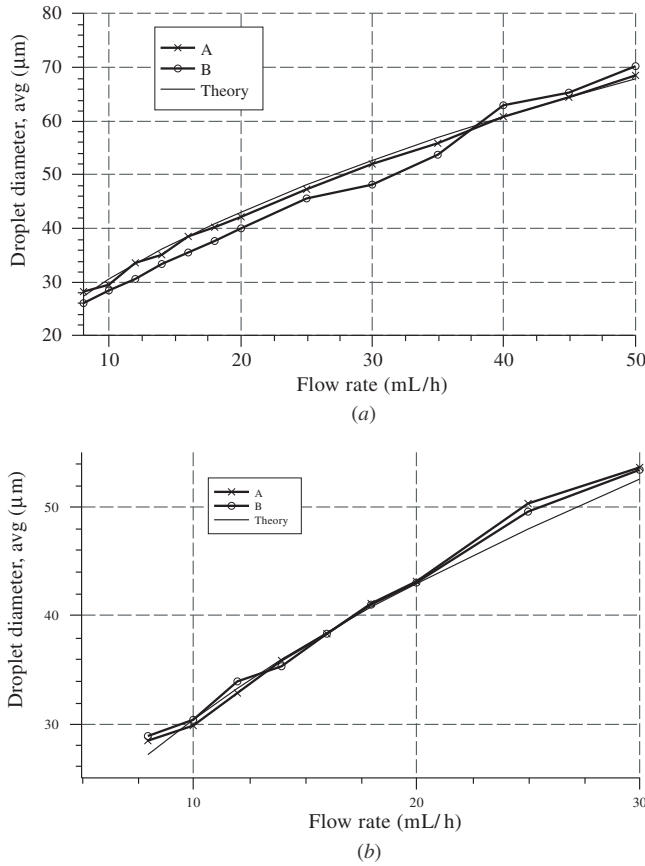 Droplet diameter, avg (μm)
80
70
60
50
40
30
20
A
B
Theory
10 20 30 40 50
Flow rate (mL/h)
(a)
Droplet diameter, avg (μm)
50
40
30
A
B
Theory
10 20 30
Flow rate (mL/h)
(b)